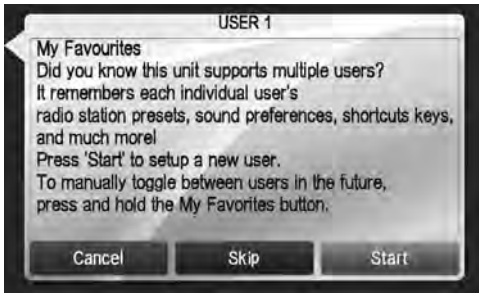 USER 1
My Favourites
Did you know this unit supports multiple users?
It remembers each individual user's
radio station presets, sound preferences, shortcuts keys,
and much more!
Press 'Start' to setup a new user.
To manually toggle between users in the future,
press and hold the My Favorites button.
Cancel Skip Start